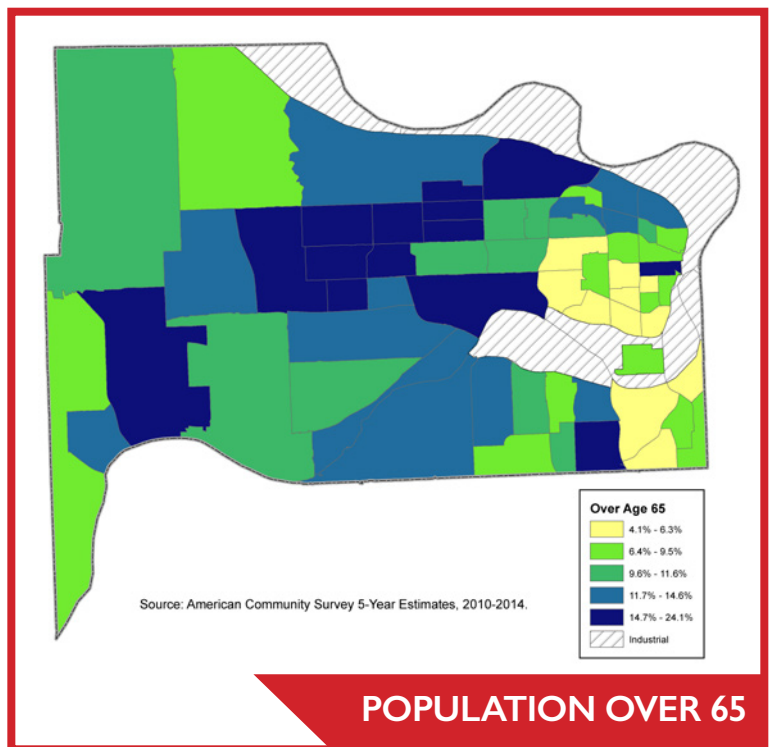 Over Age 65
4.1% - 6.3%
6.4% - 9.5%
9.6% - 11.6%
11.7% - 14.6%
14.7% - 24.1%
Industrial
Source: American Community Survey 5-Year Estimates, 2010-2014.
POPULATION OVER 65